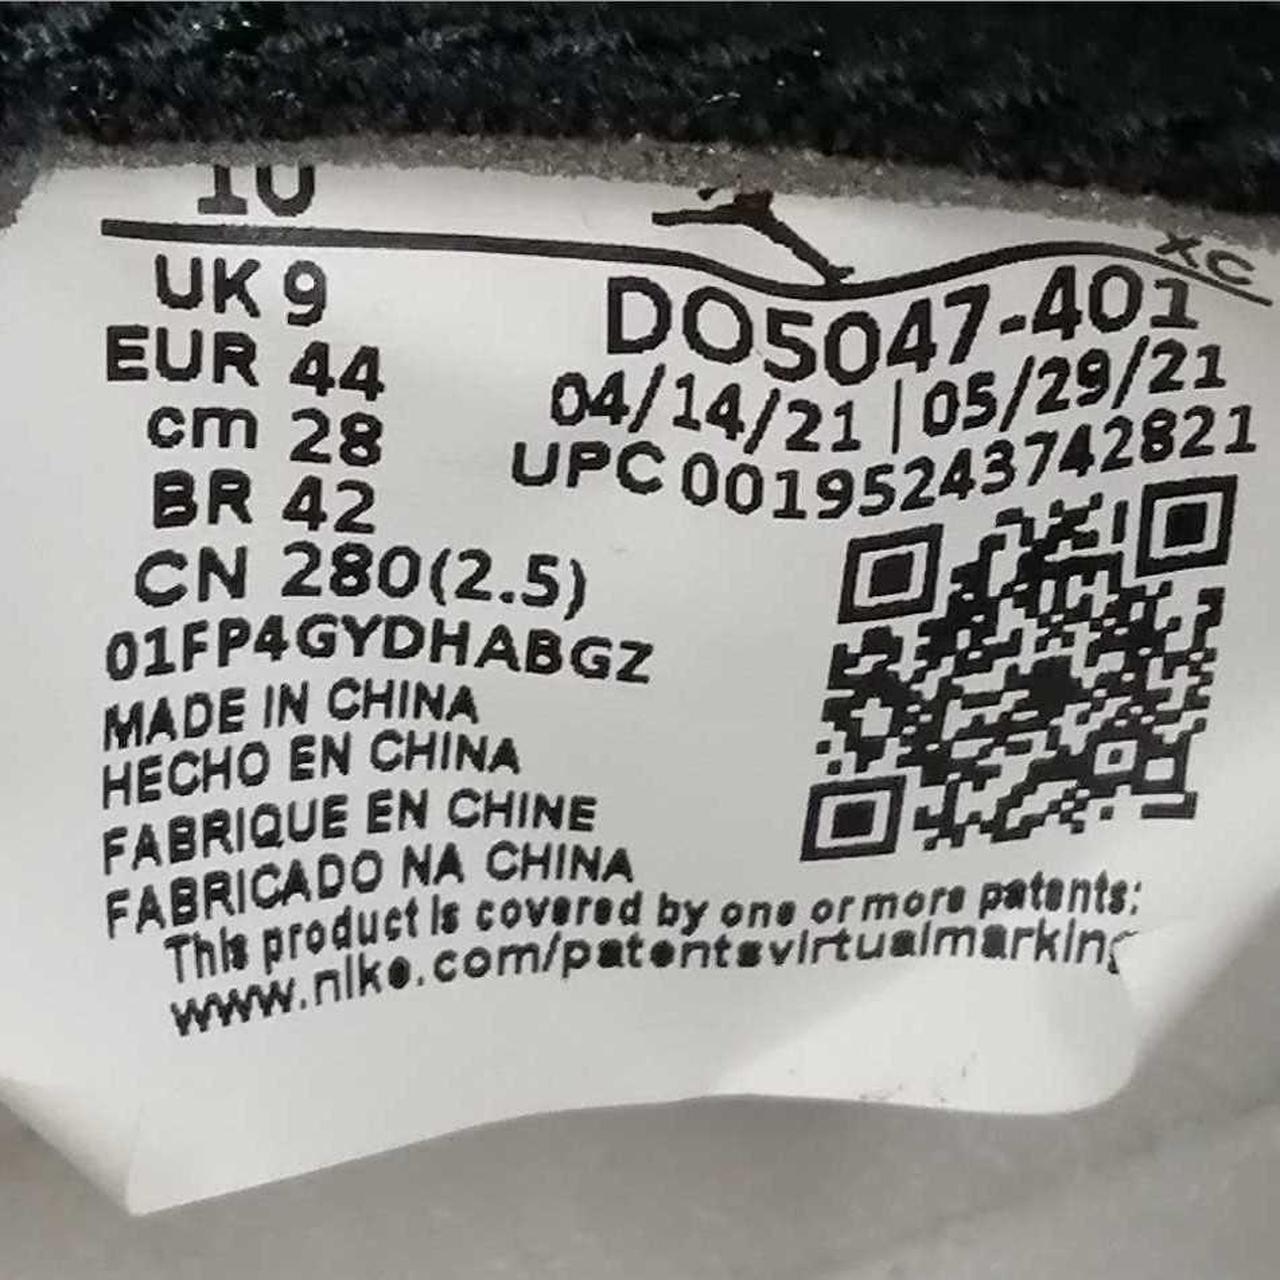 10
XC
UK 9
EUR 44
cm 28
BR 42
CN 280(2.5)
DO5047-401
04/14/21 | 05/29/21
UPC 00195243742821
01FP4GYDHABGZ
MADE IN CHINA
HECHO EN CHINA
FABRIQUE EN CHINE
FABRICADO NA CHINA
This product is covered by one or more patents:
www.nike.com/patentsvirtualmarking